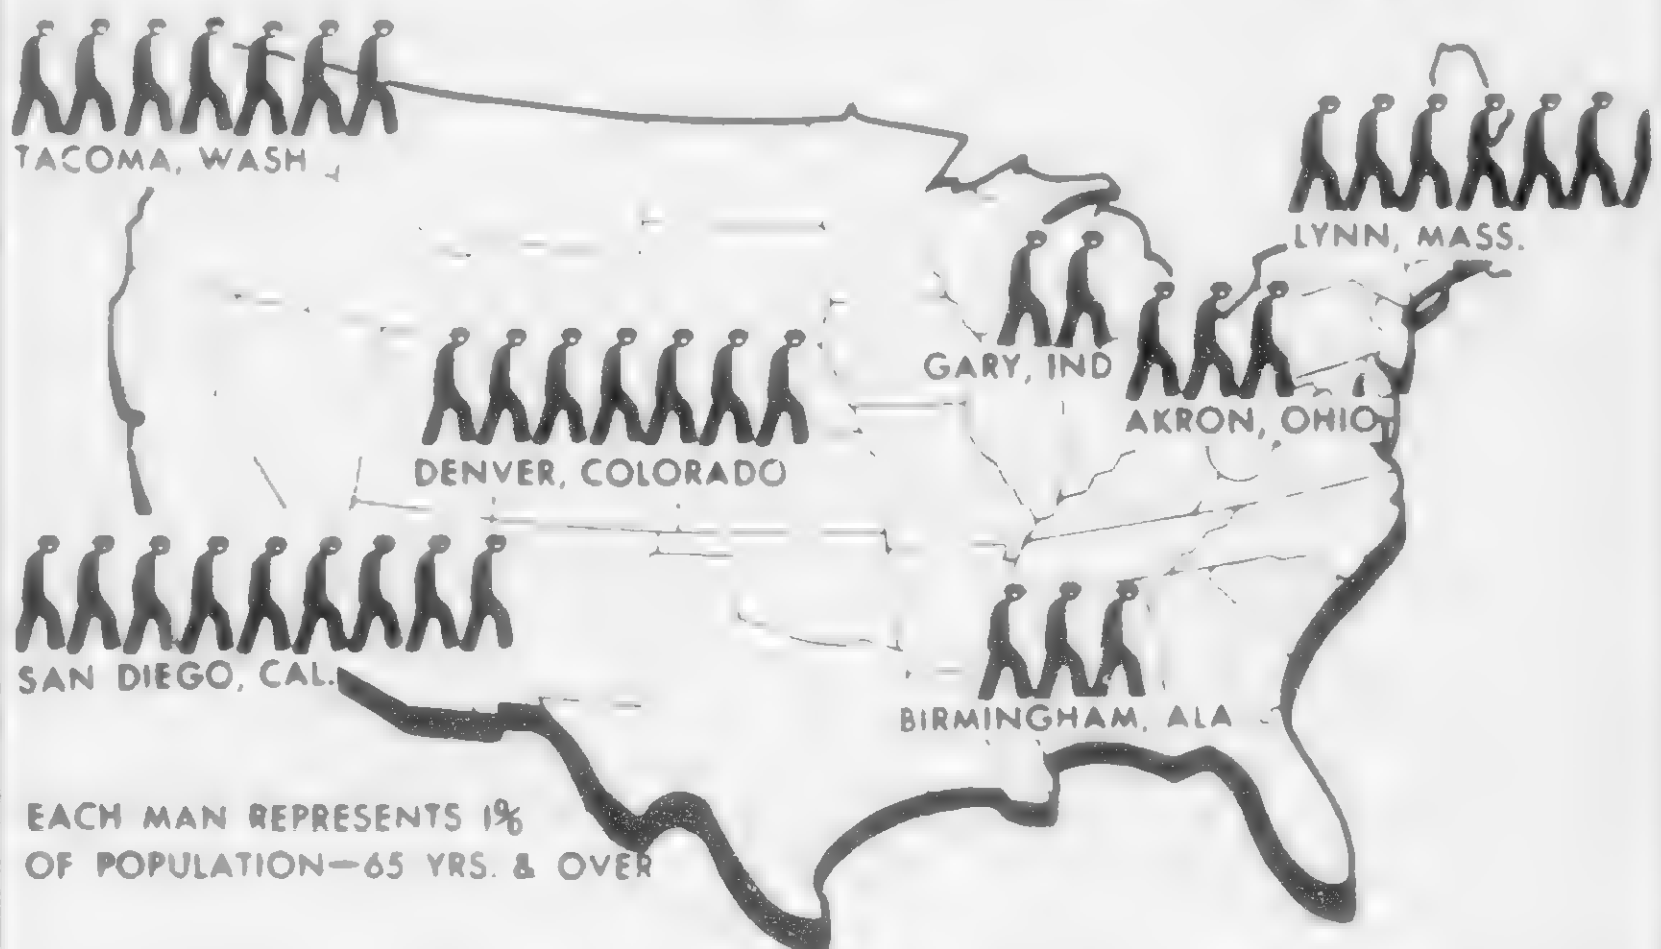 TACOMA, WASH
LYNN, MASS.
GARY, IND
AKRON, OHIO
DENVER, COLORADO
SAN DIEGO, CAL.
BIRMINGHAM, ALA
EACH MAN REPRESENTS 1%
OF POPULATION—65 YRS. & OVER